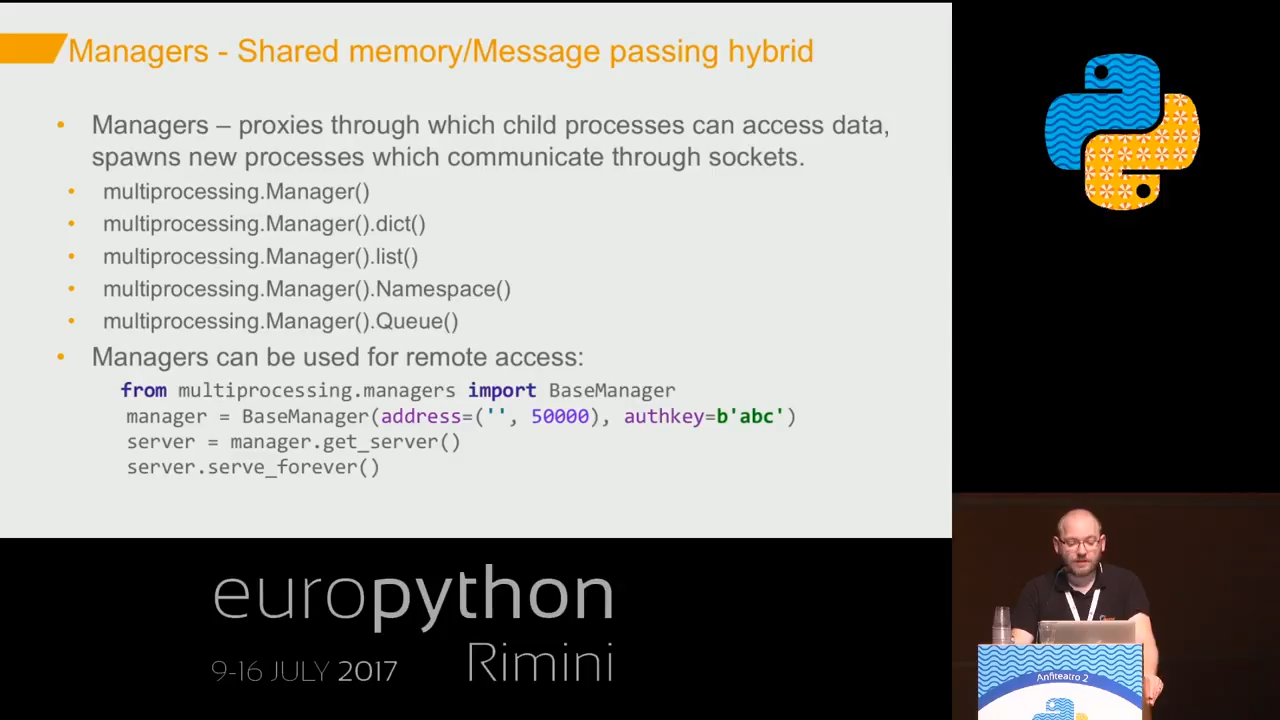 Managers - Shared memory/Message passing hybrid
• Managers – proxies through which child processes can access data,
spawns new processes which communicate through sockets.
• multiprocessing.Manager()
• multiprocessing.Manager().dict()
• multiprocessing.Manager().list()
• multiprocessing.Manager().Namespace()
• multiprocessing.Manager().Queue()
• Managers can be used for remote access:
from multiprocessing.managers import BaseManager
manager = BaseManager(address=('', 50000), authkey=b'abc')
server = manager.get_server()
server.serve_forever()
europython
9-16 JULY 2017 Rimini
Anfiteatro 2